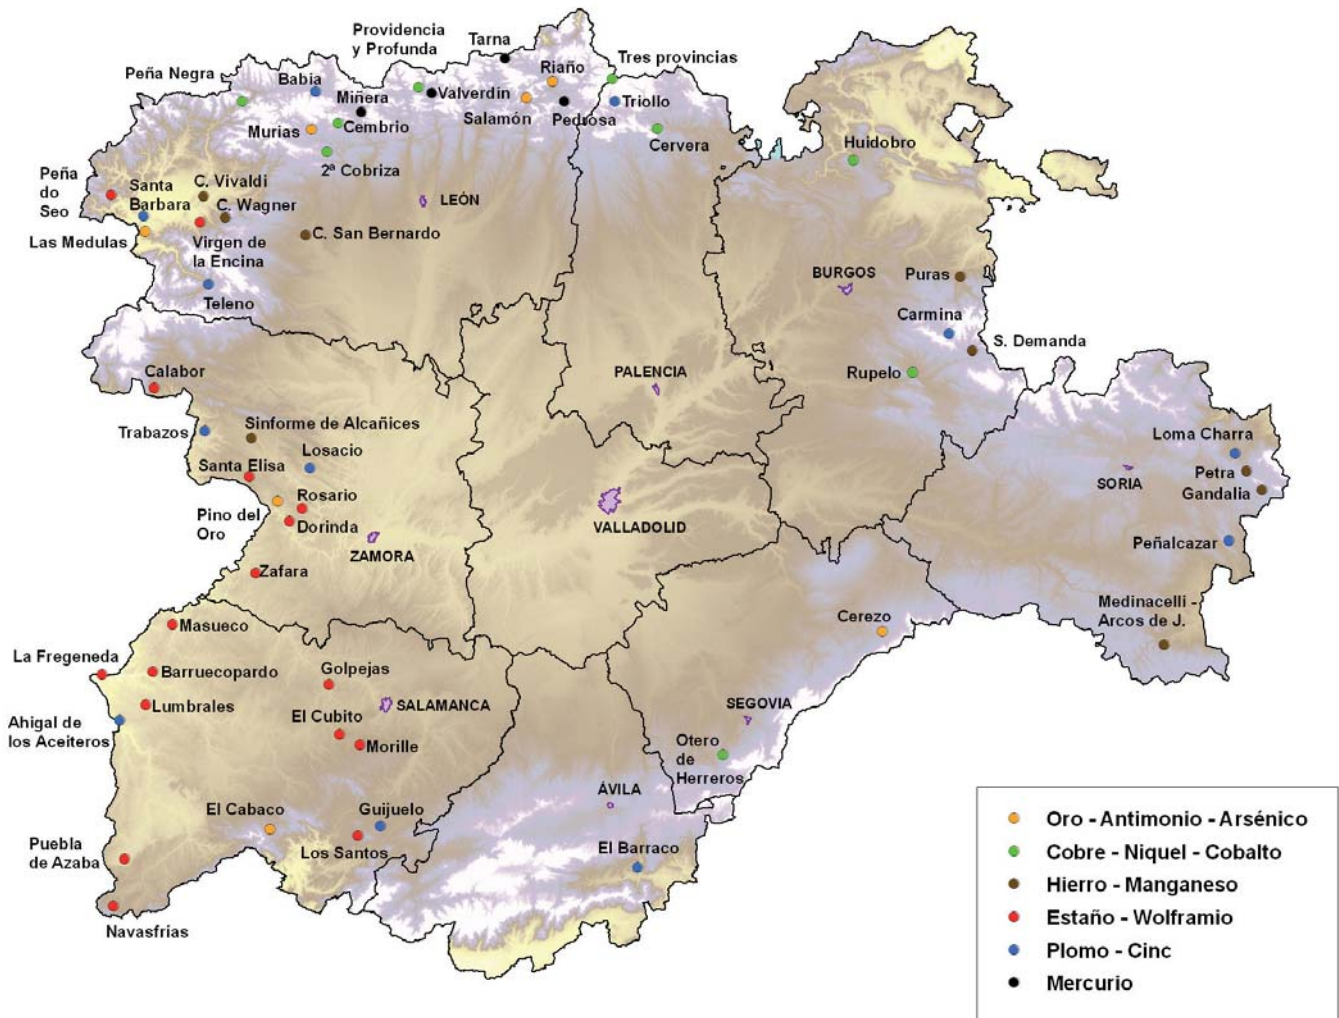 Providencia
y Profunda
Tarna
Tres provincias
Riaño
Peña Negra
Babia
Miñera
Valverdín
Triollo
Salamón
Pedrosa
Murias
Cembrio
Cervera
Huidobro
2ª Cobriza
Peña
do
Seo
Santa
Barbara
C. Vivaldi
C. Wagner
LEÓN
Las Medulas
Virgen de
la Encina
C. San Bernardo
Teleno
BURGOS
Puras
Carmina
S. Demanda
Calabor
PALENCIA
Rupelo
Trabazos
Sinforme de Alcañices
Losacio
Santa Elisa
Loma Charra
Petra
Gandalia
SORIA
Pino del
Oro
Rosario
Dorinda
ZAMORA
VALLADOLID
Peñalcazar
Zafara
Medinacelli -
Arcos de J.
Masueco
Cerezo
La Fregeneda
Barruecopardo
Golpejas
Lumbrales
SALAMANCA
El Cubito
Morille
SEGOVIA
Ahigal de
los Aceiteros
Otero
de
Herreros
ÁVILA
El Cabaco
Guijuelo
Los Santos
El Barraco
Puebla
de Azaba
Navasfrias
Oro - Antimonio - Arsénico
Cobre - Niquel - Cobalto
Hierro - Manganeso
Estaño - Wolframio
Plomo - Cinc
Mercurio